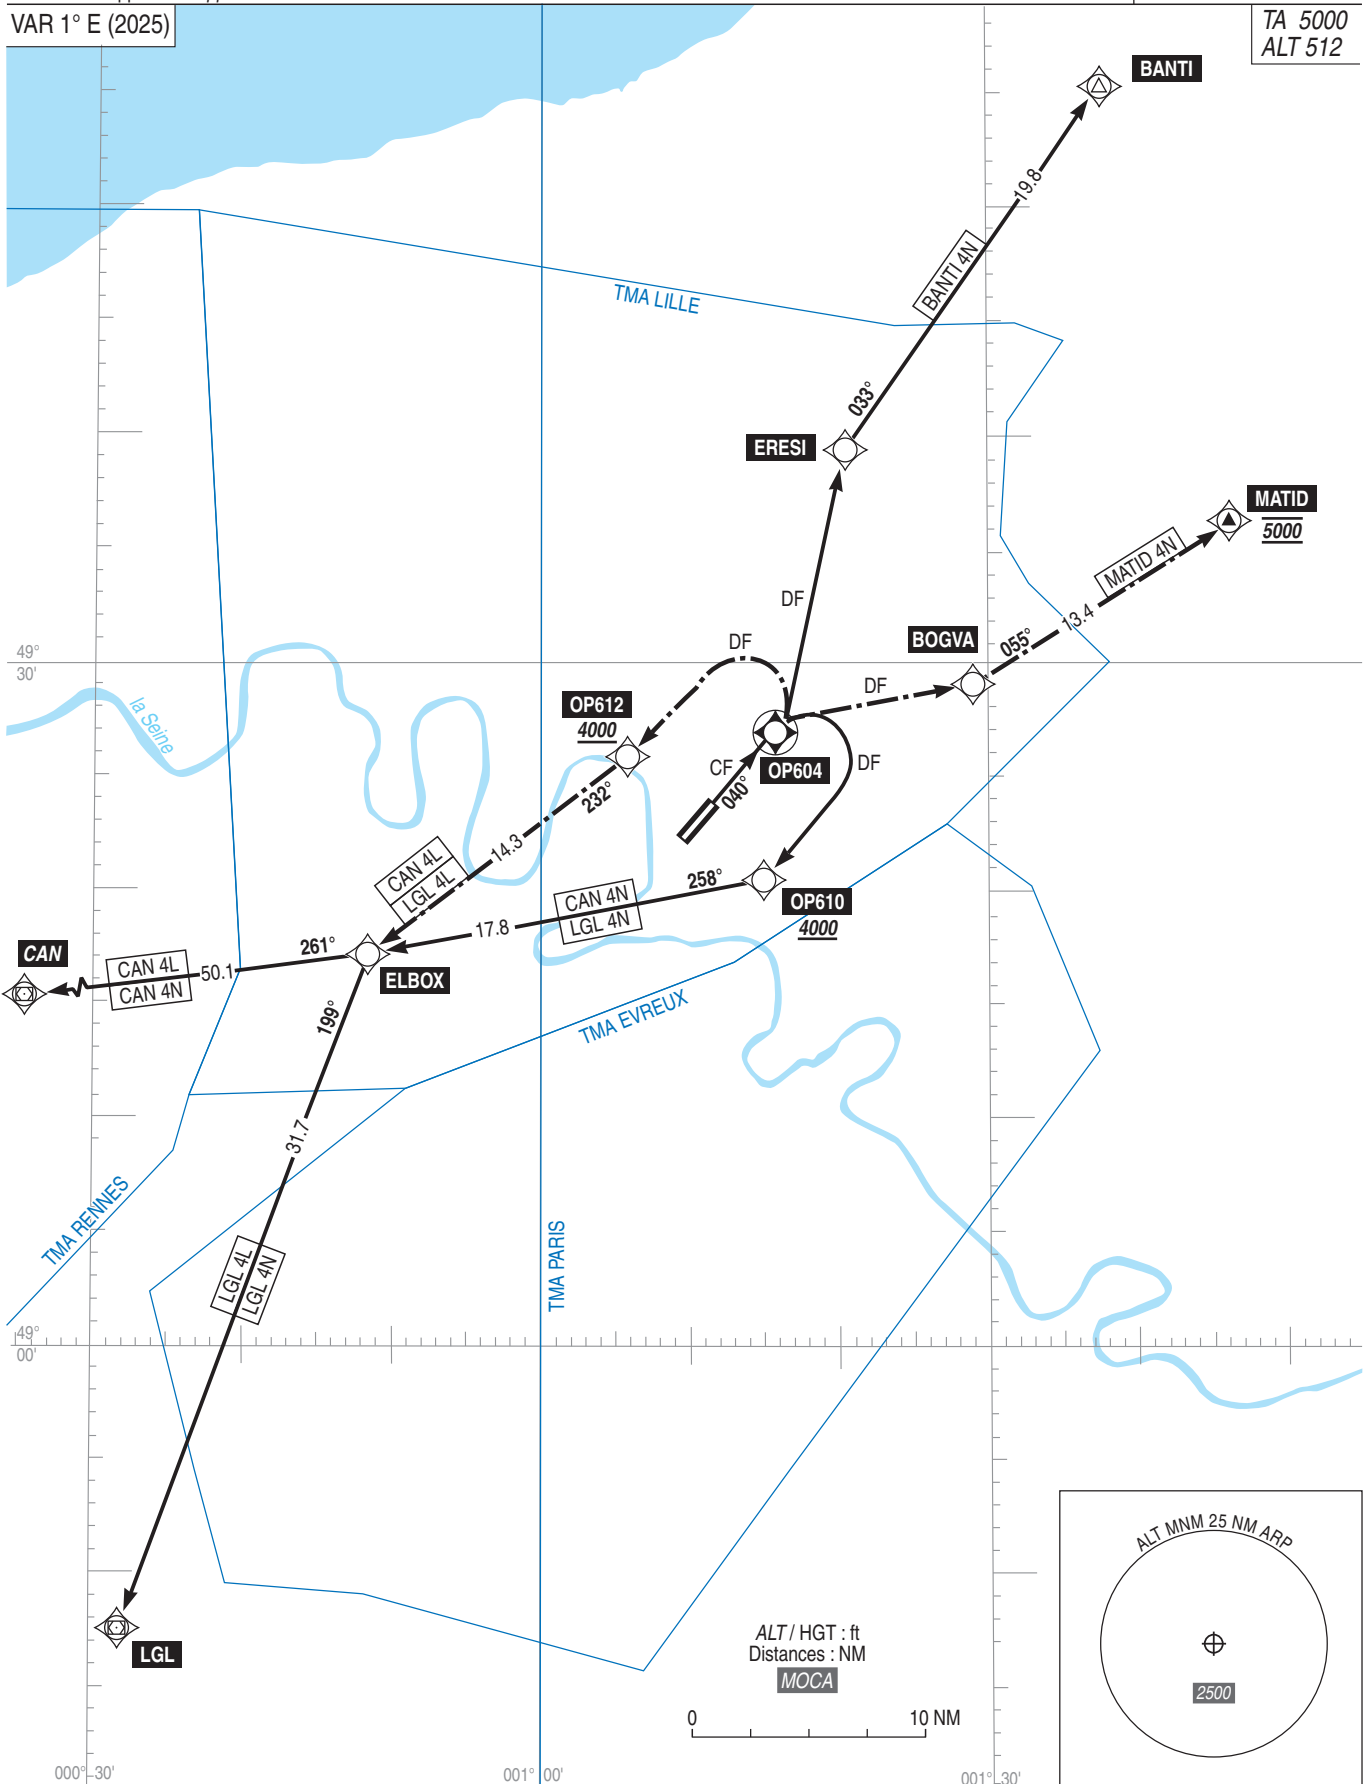 VAR 1° E (2025)
TA 5000
ALT 512
BANTI
19.8
BANTI 4N
TMA LILLE
033°
ERESI
MATID
5000
MATID 4N
13.4
055°
BOGVA
DF
DF
DF
49°
30'
la Seine
OP612
4000
OP604
DF
CF
040°
232°
14.3
CAN 4L
LGL 4L
258°
CAN 4N
LGL 4N
17.8
OP610
4000
CAN
261°
CAN 4L
CAN 4N
50.1
ELBOX
199°
TMA EVREUX
31.7
TMA RENNES
TMA PARIS
LGL 4L
LGL 4N
49°
00'
ALT MNM 25 NM ARP
2500
LGL
ALT / HGT : ft
Distances : NM
MOCA
0
10 NM
000° 30'
001° 00'
001° 30'